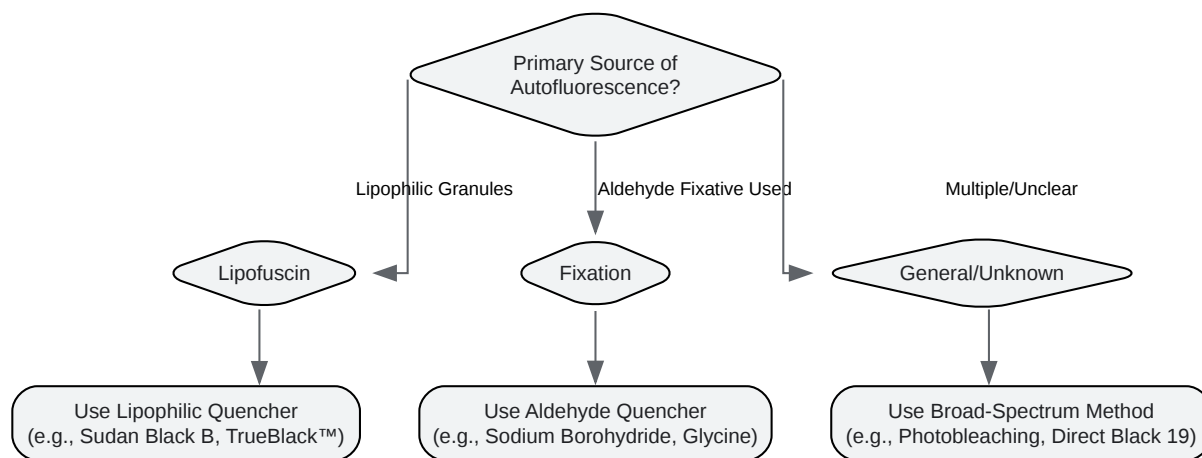 Primary Source of
Autofluorescence?
Lipophilic Granules
Aldehyde Fixative Used
Multiple/Unclear
Lipofuscin
Fixation
General/Unknown
Use Lipophilic Quencher
(e.g., Sudan Black B, TrueBlack™)
Use Aldehyde Quencher
(e.g., Sodium Borohydride, Glycine)
Use Broad-Spectrum Method
(e.g., Photobleaching, Direct Black 19)